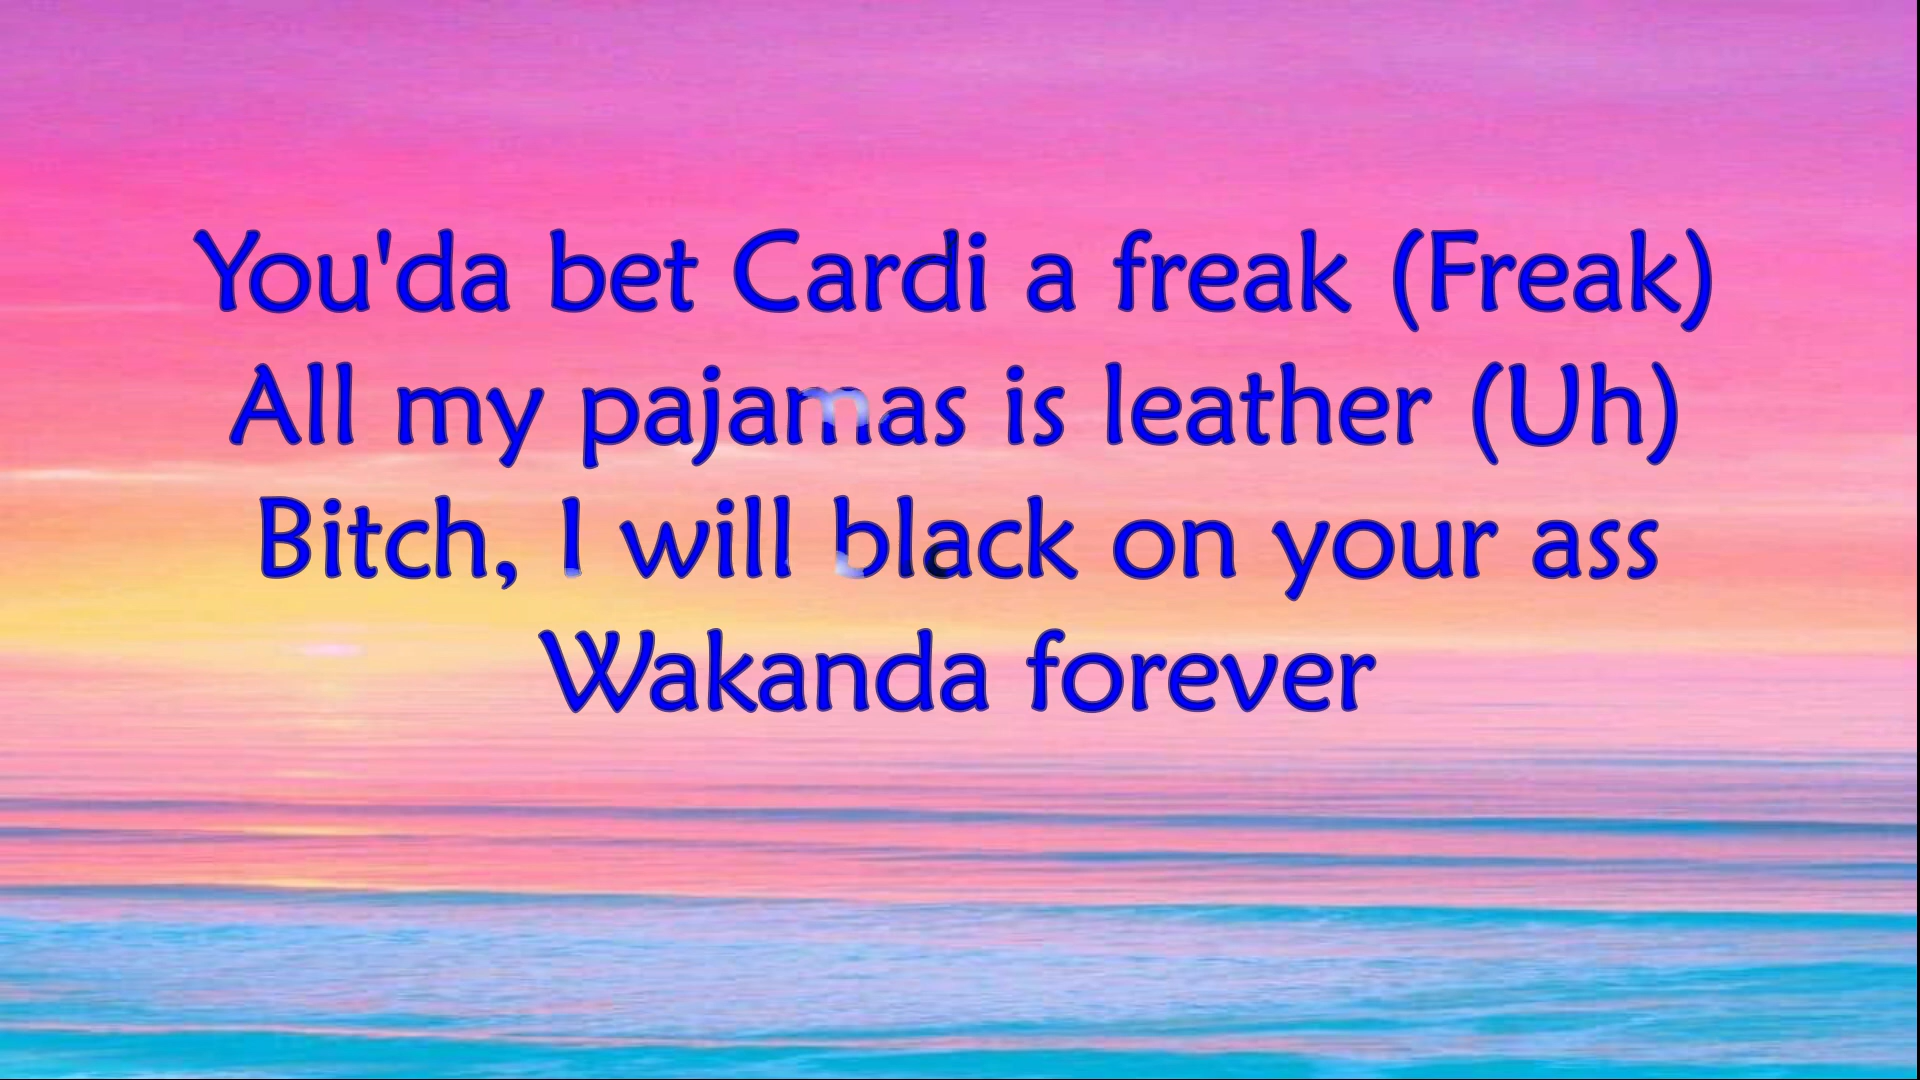 You'da bet Cardi a freak (Freak)
All my pajamas is leather (Uh)
Bitch, I will black on your ass
Wakanda forever